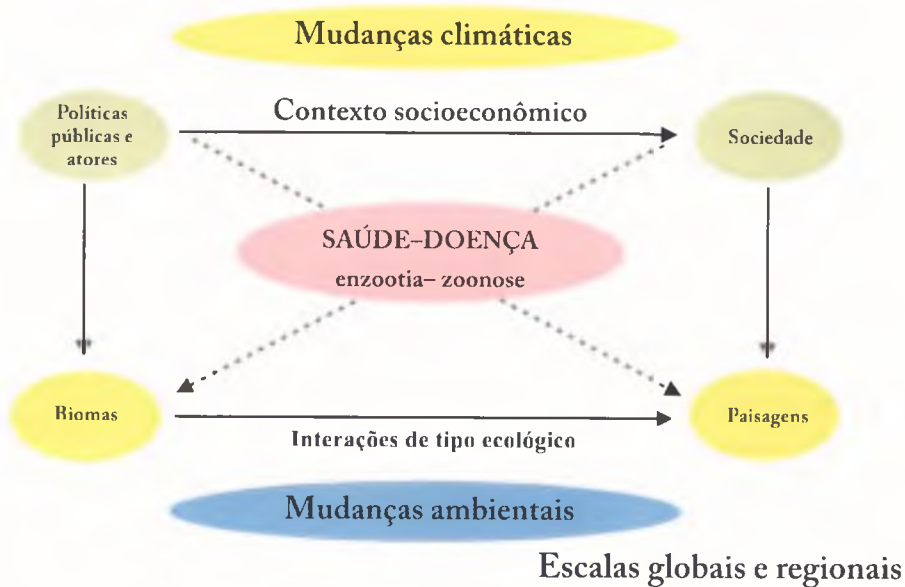 Mudanças climáticas
Políticas
públicas e
atores
Contexto socioeconômico
Sociedade
SAÚDE–DOENÇA
enzootia– zoonose
Biomas
Interações de tipo ecológico
Paisagens
Mudanças ambientais
Escalas globais e regionais